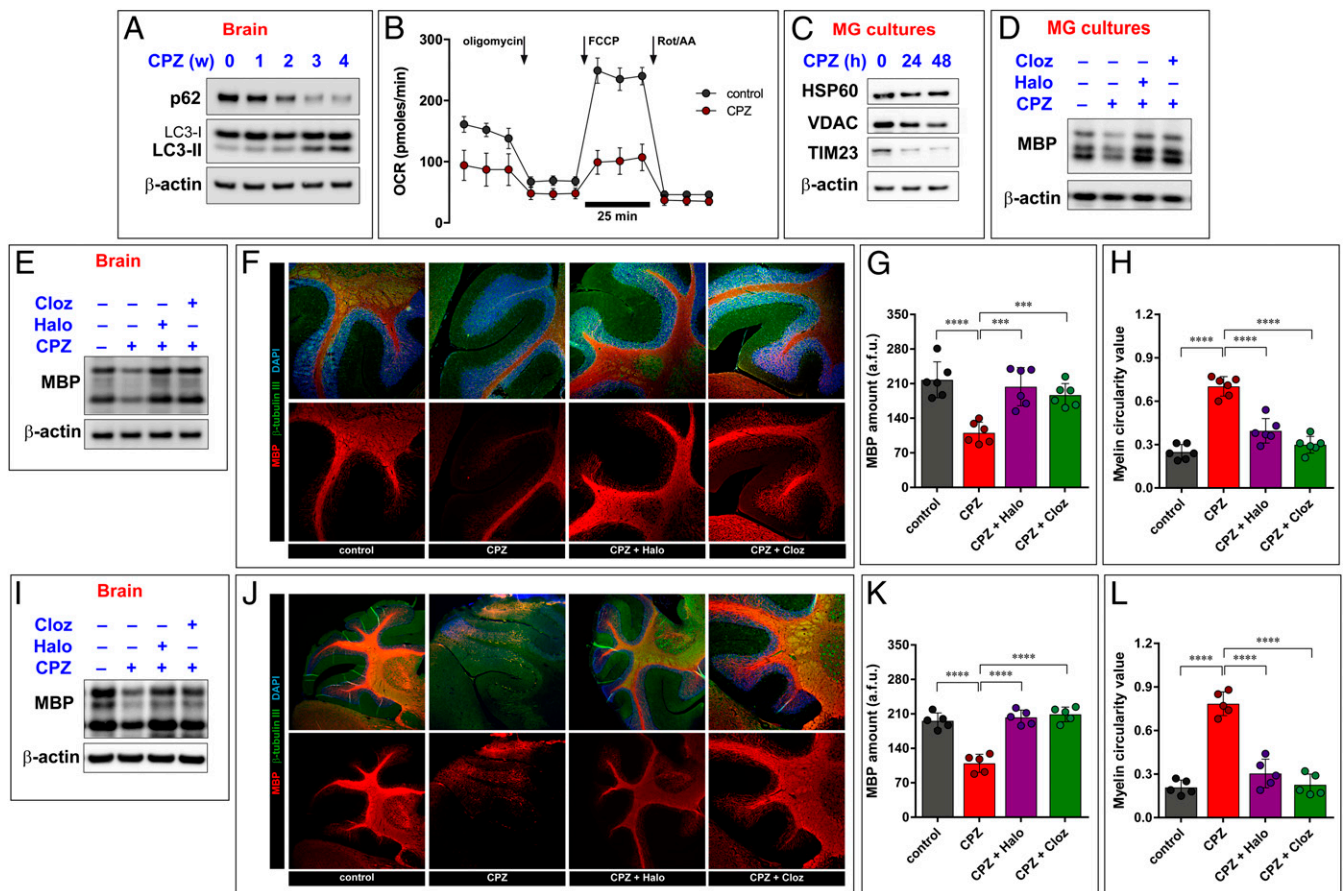 A
Brain
CPZ (w) 0 1 2 3 4
p62
LC3-I
LC3-II
β-actin
B
OCR (pmoles/min)
300
200
100
0
oligomycin
FCCP
Rot/AA
control
CPZ
25 min
C
MG cultures
CPZ (h) 0 24 48
HSP60
VDAC
TIM23
β-actin
D
MG cultures
Cloz – – – +
Halo – – + –
CPZ – + + +
MBP
β-actin
E
Brain
Cloz – – – +
Halo – – + –
CPZ – + + +
MBP
β-actin
F
MBP β-tubulin III DAPI
control
CPZ
CPZ + Halo
CPZ + Cloz
G
MBP amount (a.f.u.)
350
280
210
140
70
0
****
***
***
control
CPZ
CPZ + Halo
CPZ + Cloz
H
Myelin circularity value
1.2
0.9
0.6
0.3
0.0
****
****
****
control
CPZ
CPZ + Halo
CPZ + Cloz
I
Brain
Cloz – – – +
Halo – – + –
CPZ – + + +
MBP
β-actin
J
MBP β-tubulin III DAPI
control
CPZ
CPZ + Halo
CPZ + Cloz
K
MBP amount (a.f.u.)
350
280
210
140
70
0
****
****
****
control
CPZ
CPZ + Halo
CPZ + Cloz
L
Myelin circularity value
1.2
0.9
0.6
0.3
0.0
****
****
****
control
CPZ
CPZ + Halo
CPZ + Cloz